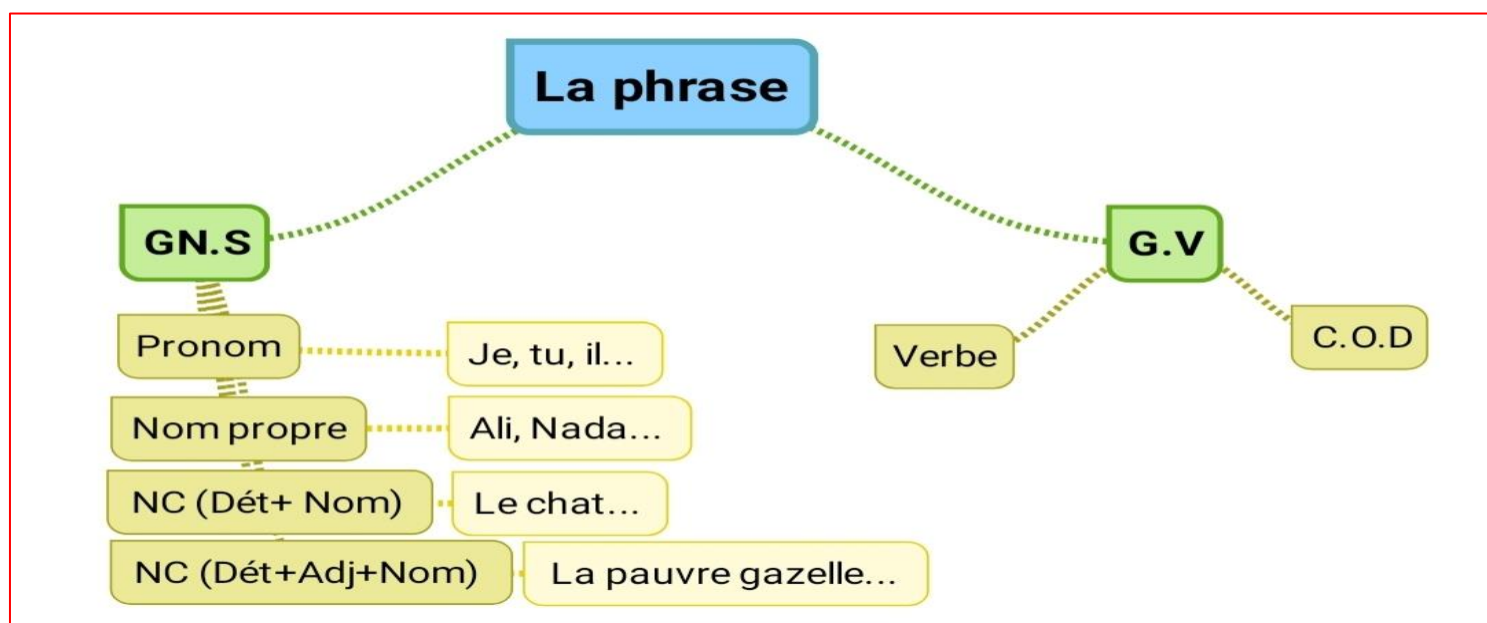 La phrase
GN.S
G.V
Pronom
Je, tu, il...
Verbe
C.O.D
Nom propre
Ali, Nada...
NC (Dét+ Nom)
Le chat...
NC (Dét+Adj+Nom)
La pauvre gazelle...